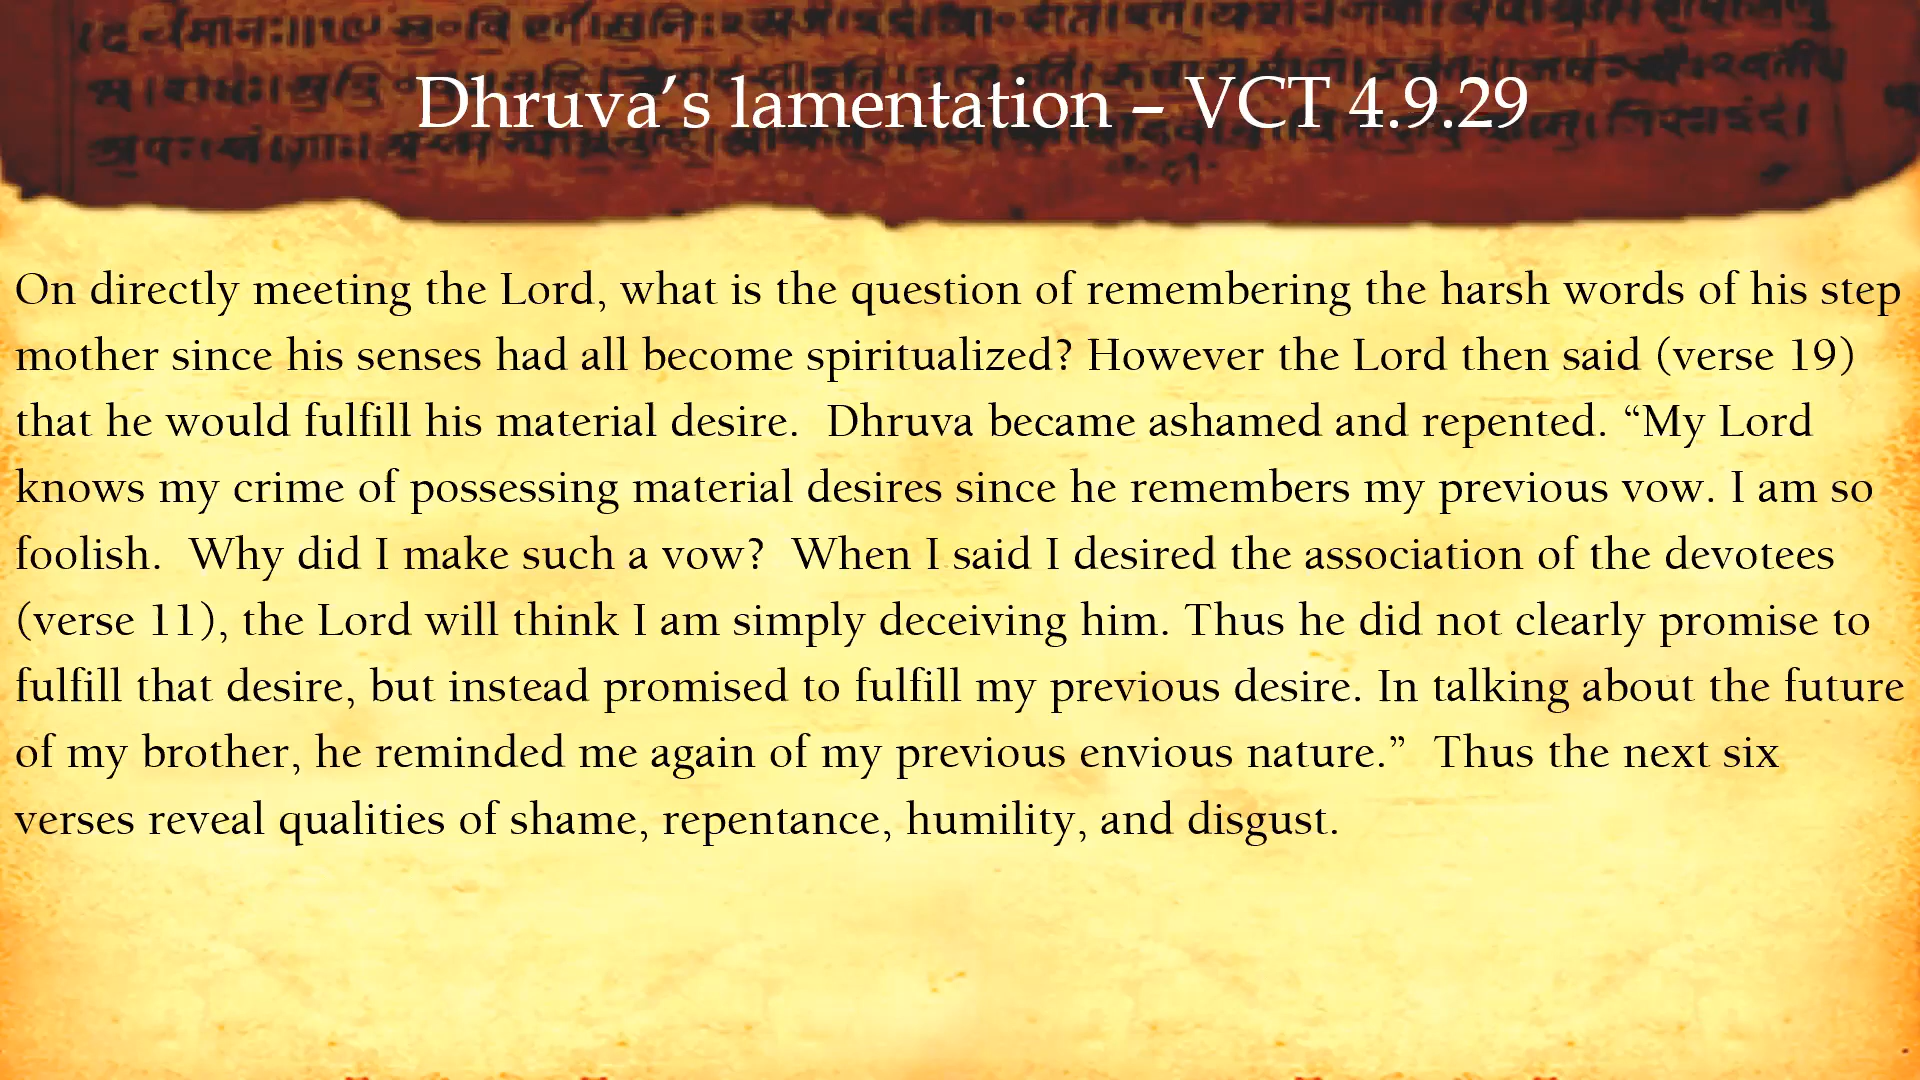 Dhruva’s lamentation – VCT 4.9.29
On directly meeting the Lord, what is the question of remembering the harsh words of his step
mother since his senses had all become spiritualized? However the Lord then said (verse 19)
that he would fulfill his material desire.  Dhruva became ashamed and repented. “My Lord
knows my crime of possessing material desires since he remembers my previous vow. I am so
foolish.  Why did I make such a vow?  When I said I desired the association of the devotees
(verse 11), the Lord will think I am simply deceiving him. Thus he did not clearly promise to
fulfill that desire, but instead promised to fulfill my previous desire. In talking about the future
of my brother, he reminded me again of my previous envious nature.”  Thus the next six
verses reveal qualities of shame, repentance, humility, and disgust.